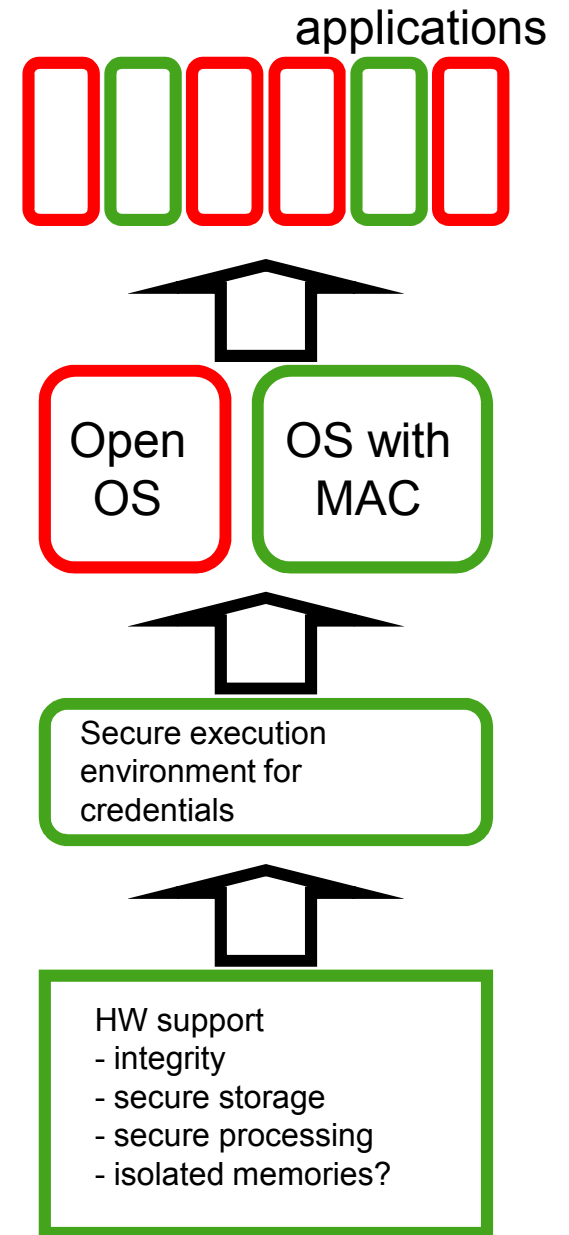 applications
Open
OS
OS with
MAC
Secure execution
environment for
credentials
HW support
- integrity
- secure storage
- secure processing
- isolated memories?